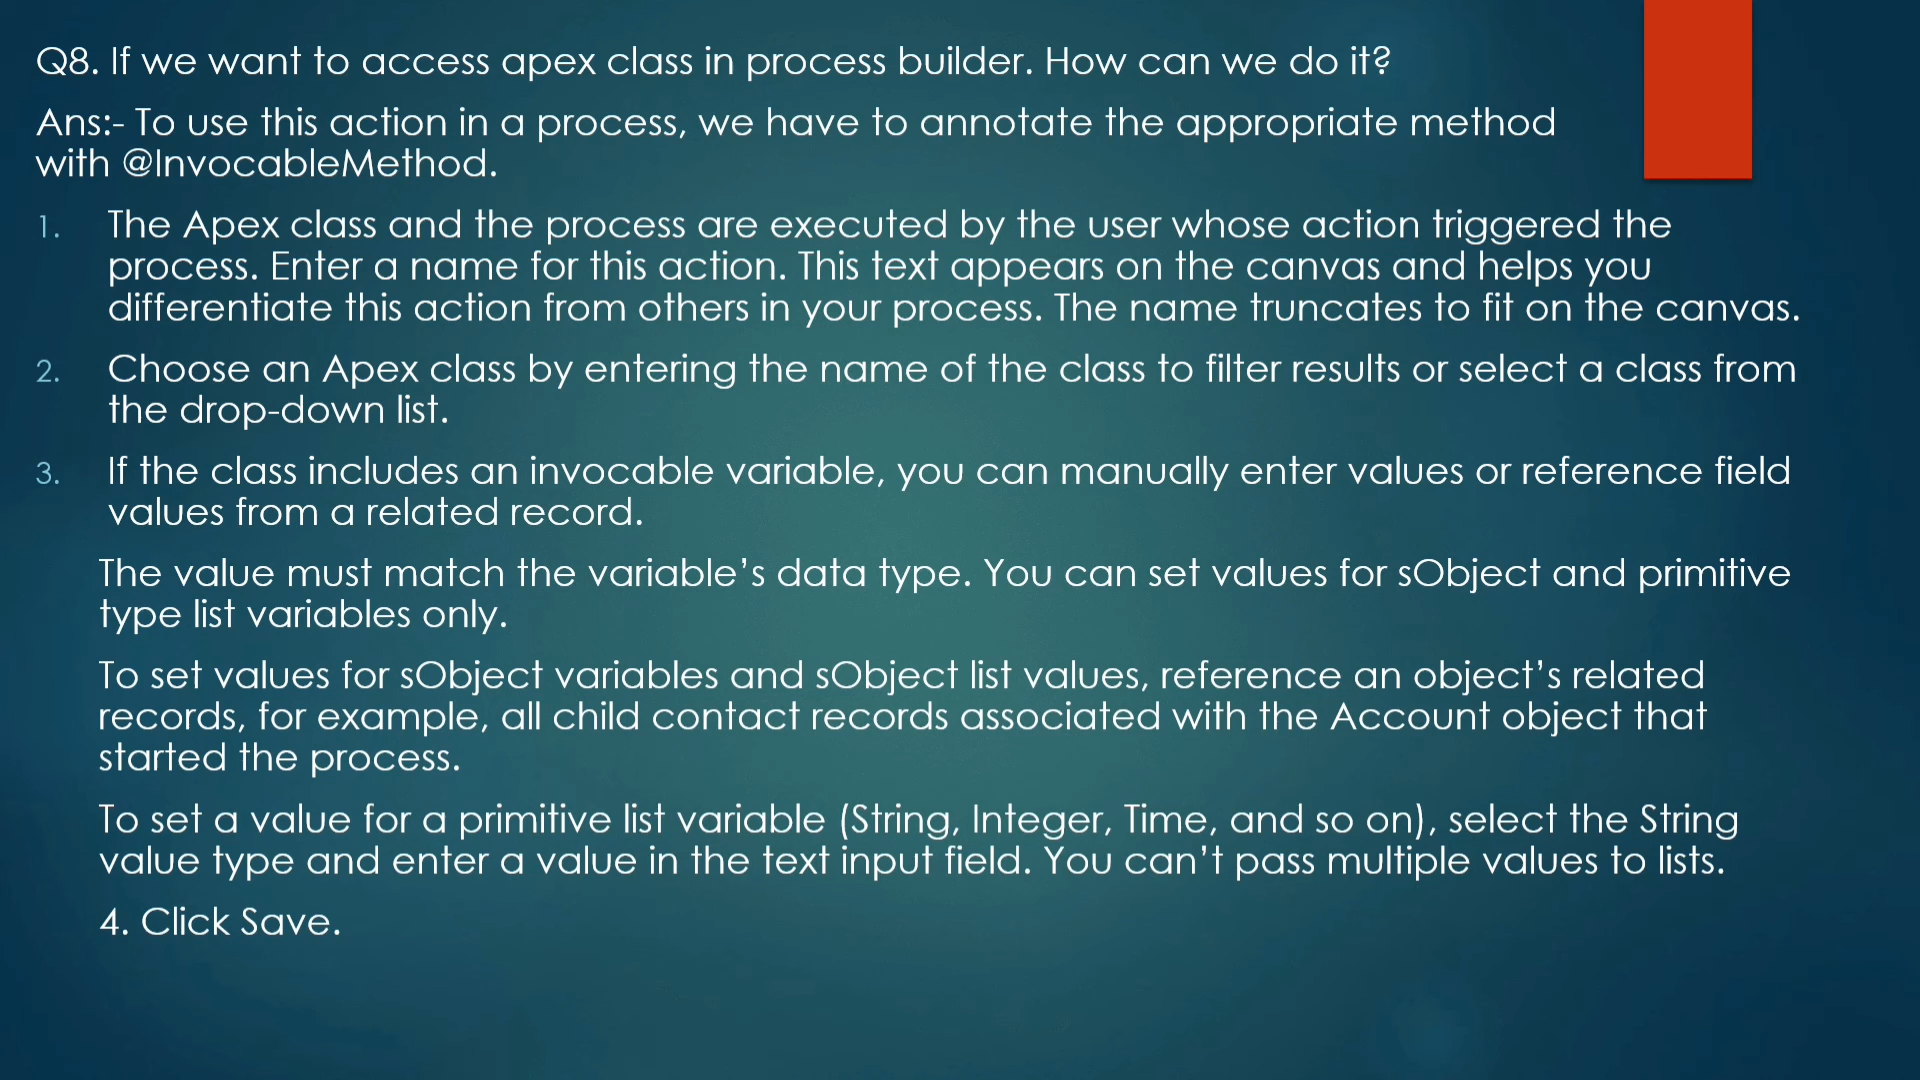 Q8. If we want to access apex class in process builder. How can we do it?
Ans:- To use this action in a process, we have to annotate the appropriate method
with @InvocableMethod.
1. The Apex class and the process are executed by the user whose action triggered the
process. Enter a name for this action. This text appears on the canvas and helps you
differentiate this action from others in your process. The name truncates to fit on the canvas.
2. Choose an Apex class by entering the name of the class to filter results or select a class from
the drop-down list.
3. If the class includes an invocable variable, you can manually enter values or reference field
values from a related record.
The value must match the variable’s data type. You can set values for sObject and primitive
type list variables only.
To set values for sObject variables and sObject list values, reference an object’s related
records, for example, all child contact records associated with the Account object that
started the process.
To set a value for a primitive list variable (String, Integer, Time, and so on), select the String
value type and enter a value in the text input field. You can’t pass multiple values to lists.
4. Click Save.